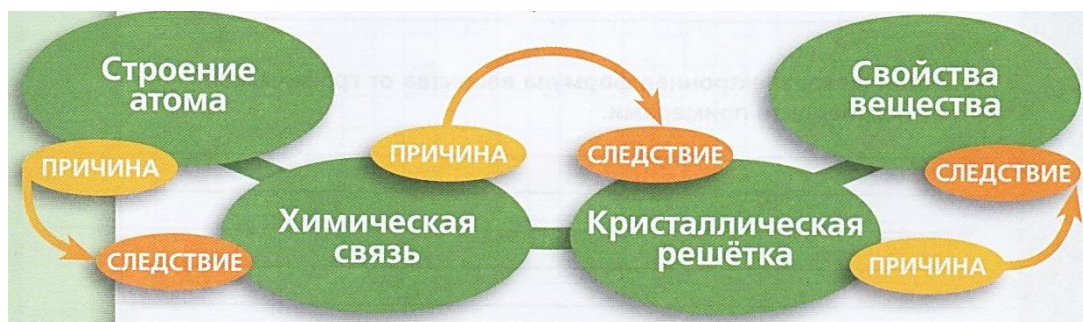 Строение
атома
Свойства
вещества
ПРИЧИНА
ПРИЧИНА
СЛЕДСТВИЕ
СЛЕДСТВИЕ
Химическая
связь
Кристаллическая
решётка
СЛЕДСТВИЕ
ПРИЧИНА